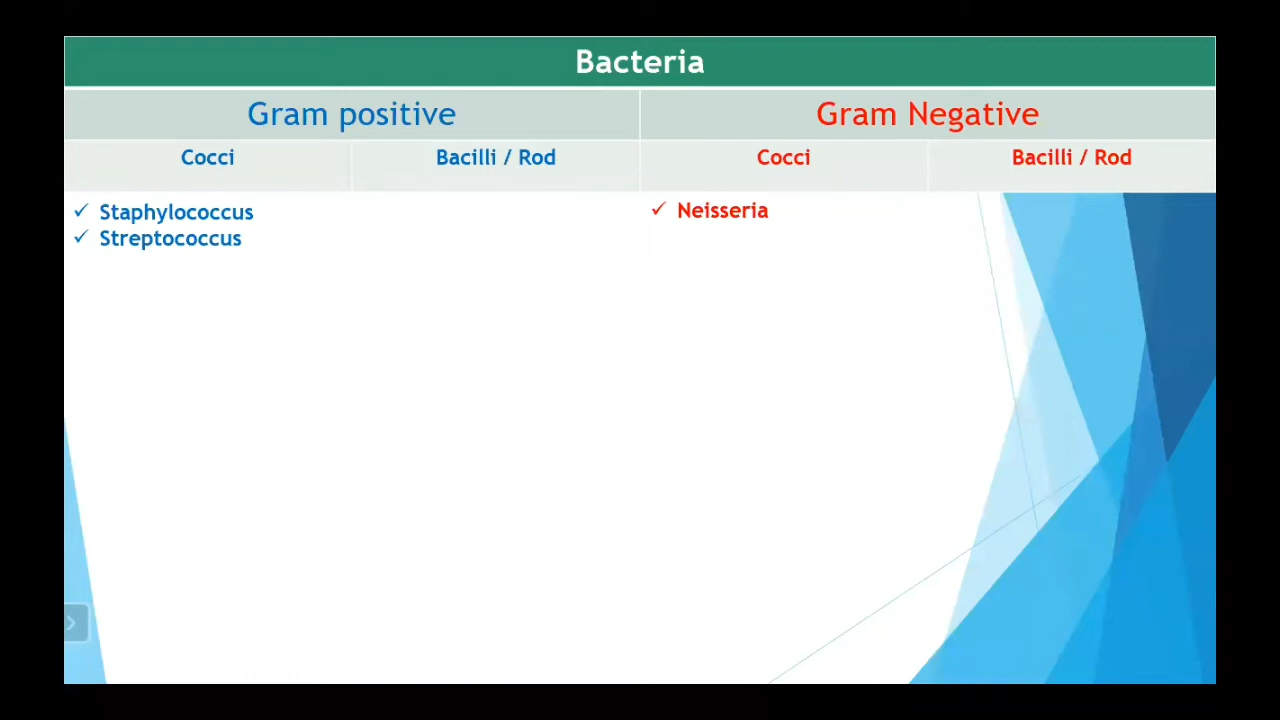 Bacteria
Gram positive
Gram Negative
Cocci
Bacilli / Rod
Cocci
Bacilli / Rod
✓ Staphylococcus
✓ Streptococcus
✓ Neisseria